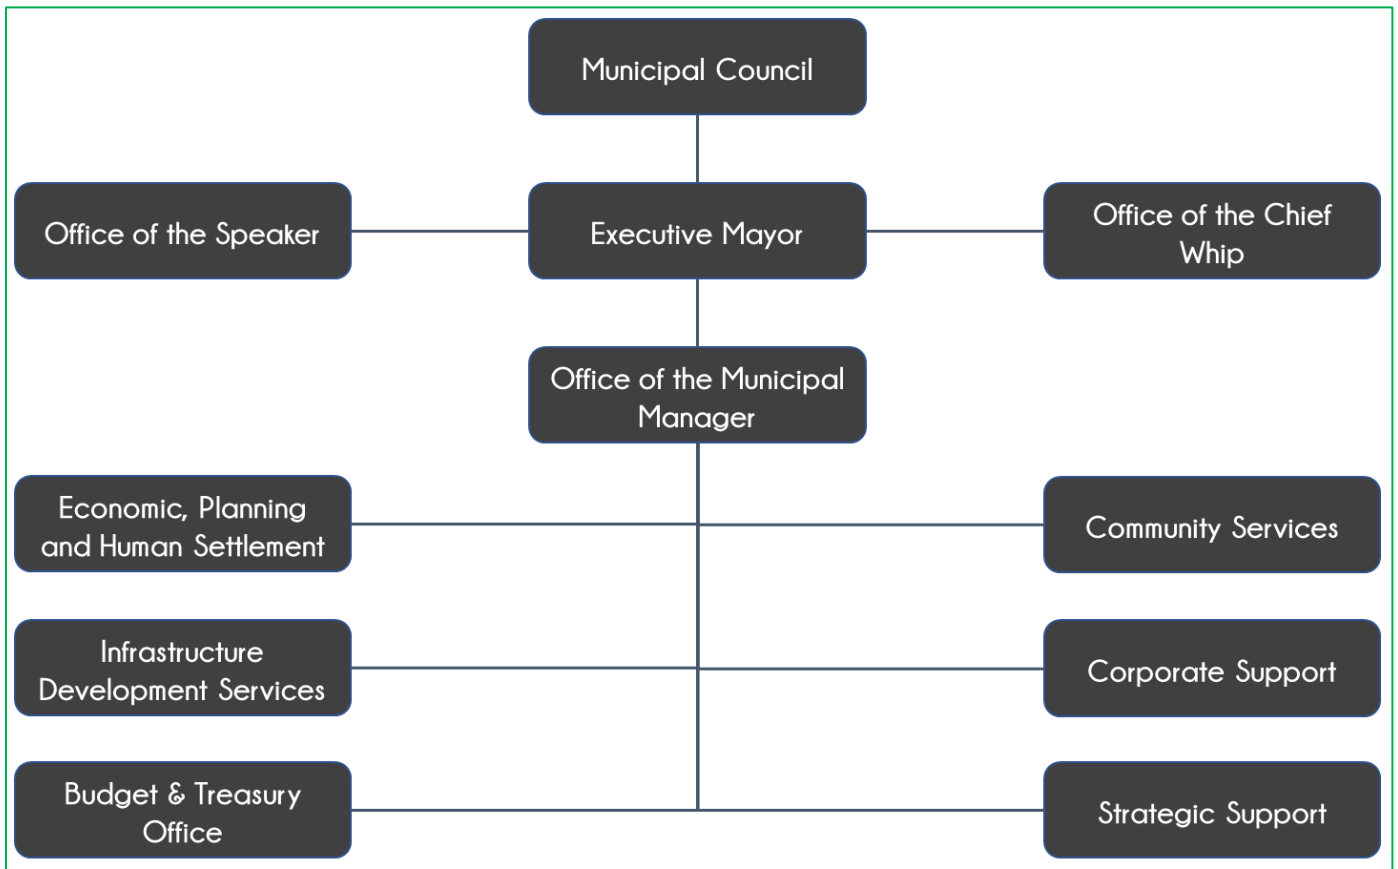 Municipal Council
Office of the Speaker
Executive Mayor
Office of the Chief
Whip
Office of the Municipal
Manager
Economic, Planning
and Human Settlement
Community Services
Infrastructure
Development Services
Corporate Support
Budget & Treasury
Office
Strategic Support